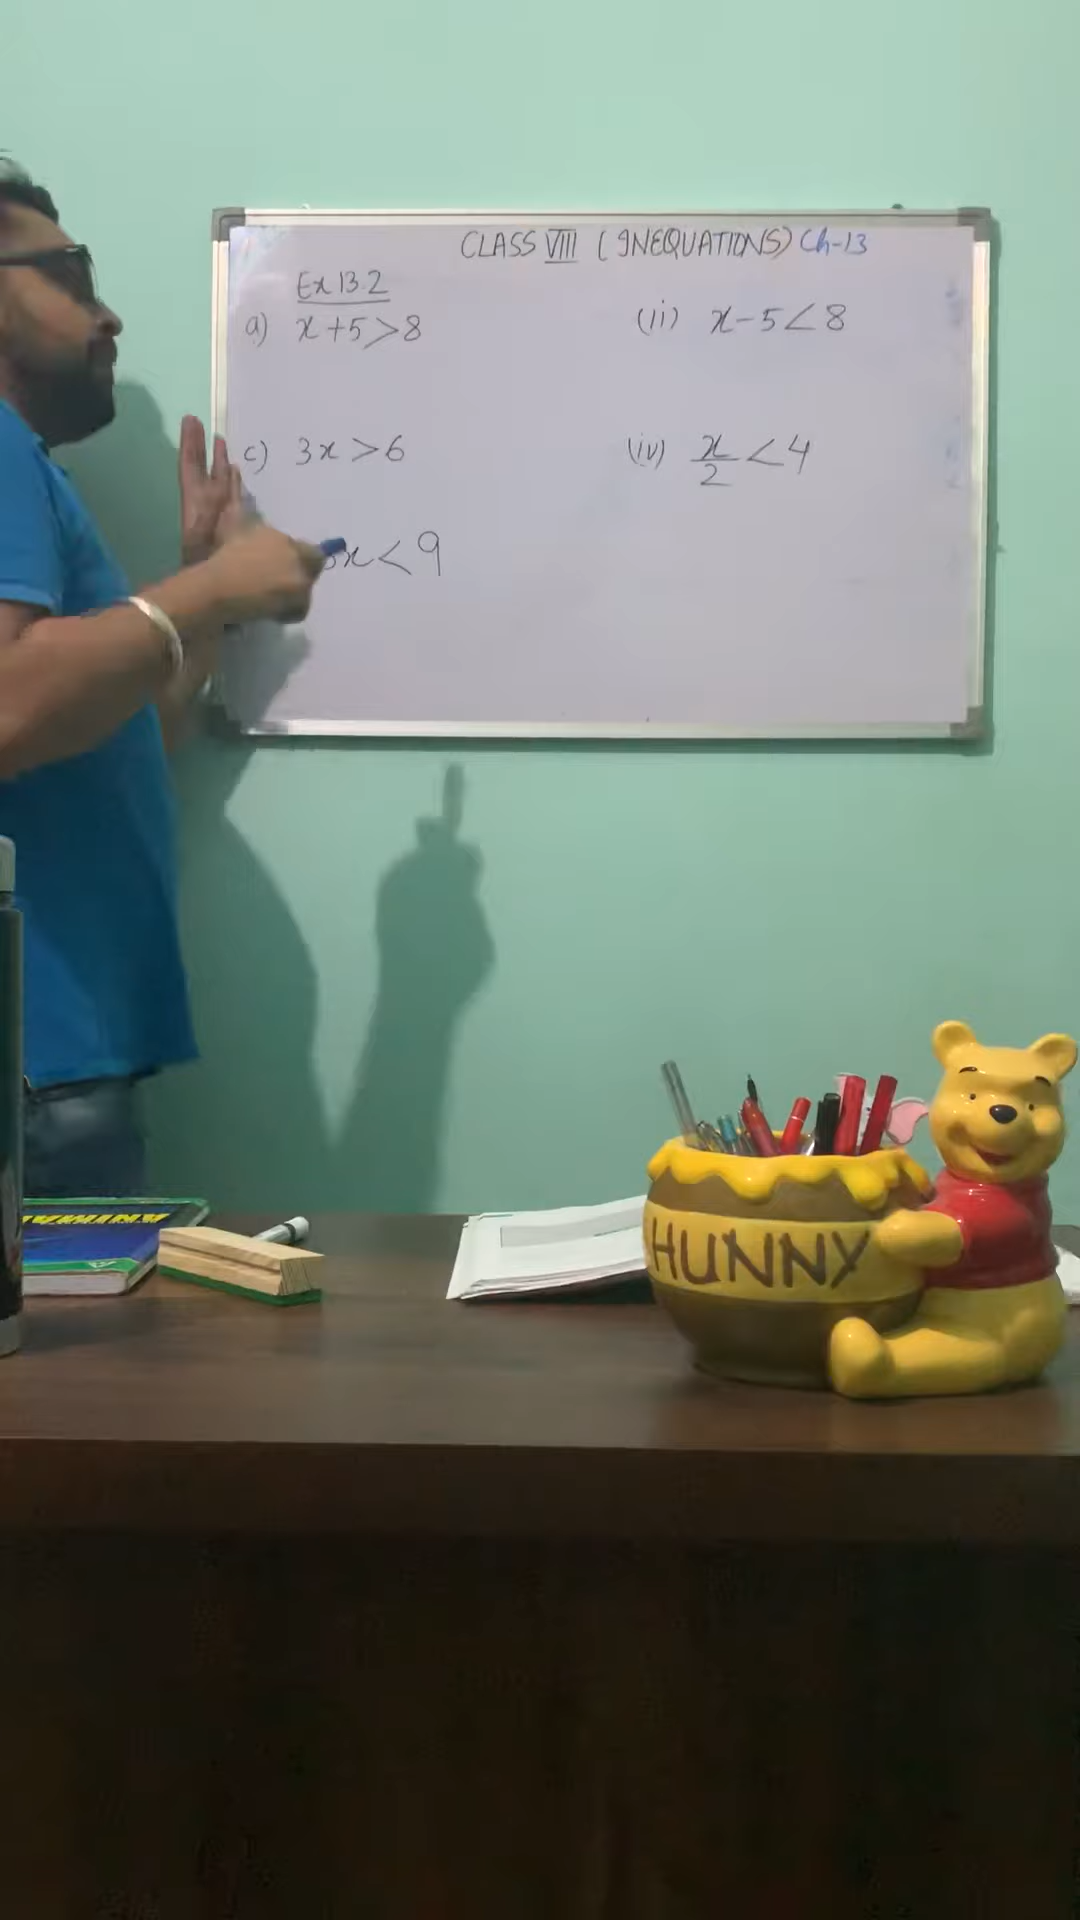 CLASS VIII (INEQUATIONS) Ch-13
Ex 13.2
a) x+5>8
(ii) x-5<8
c) 3x>6
(iv) x/2 <4
x<9
HUNNY